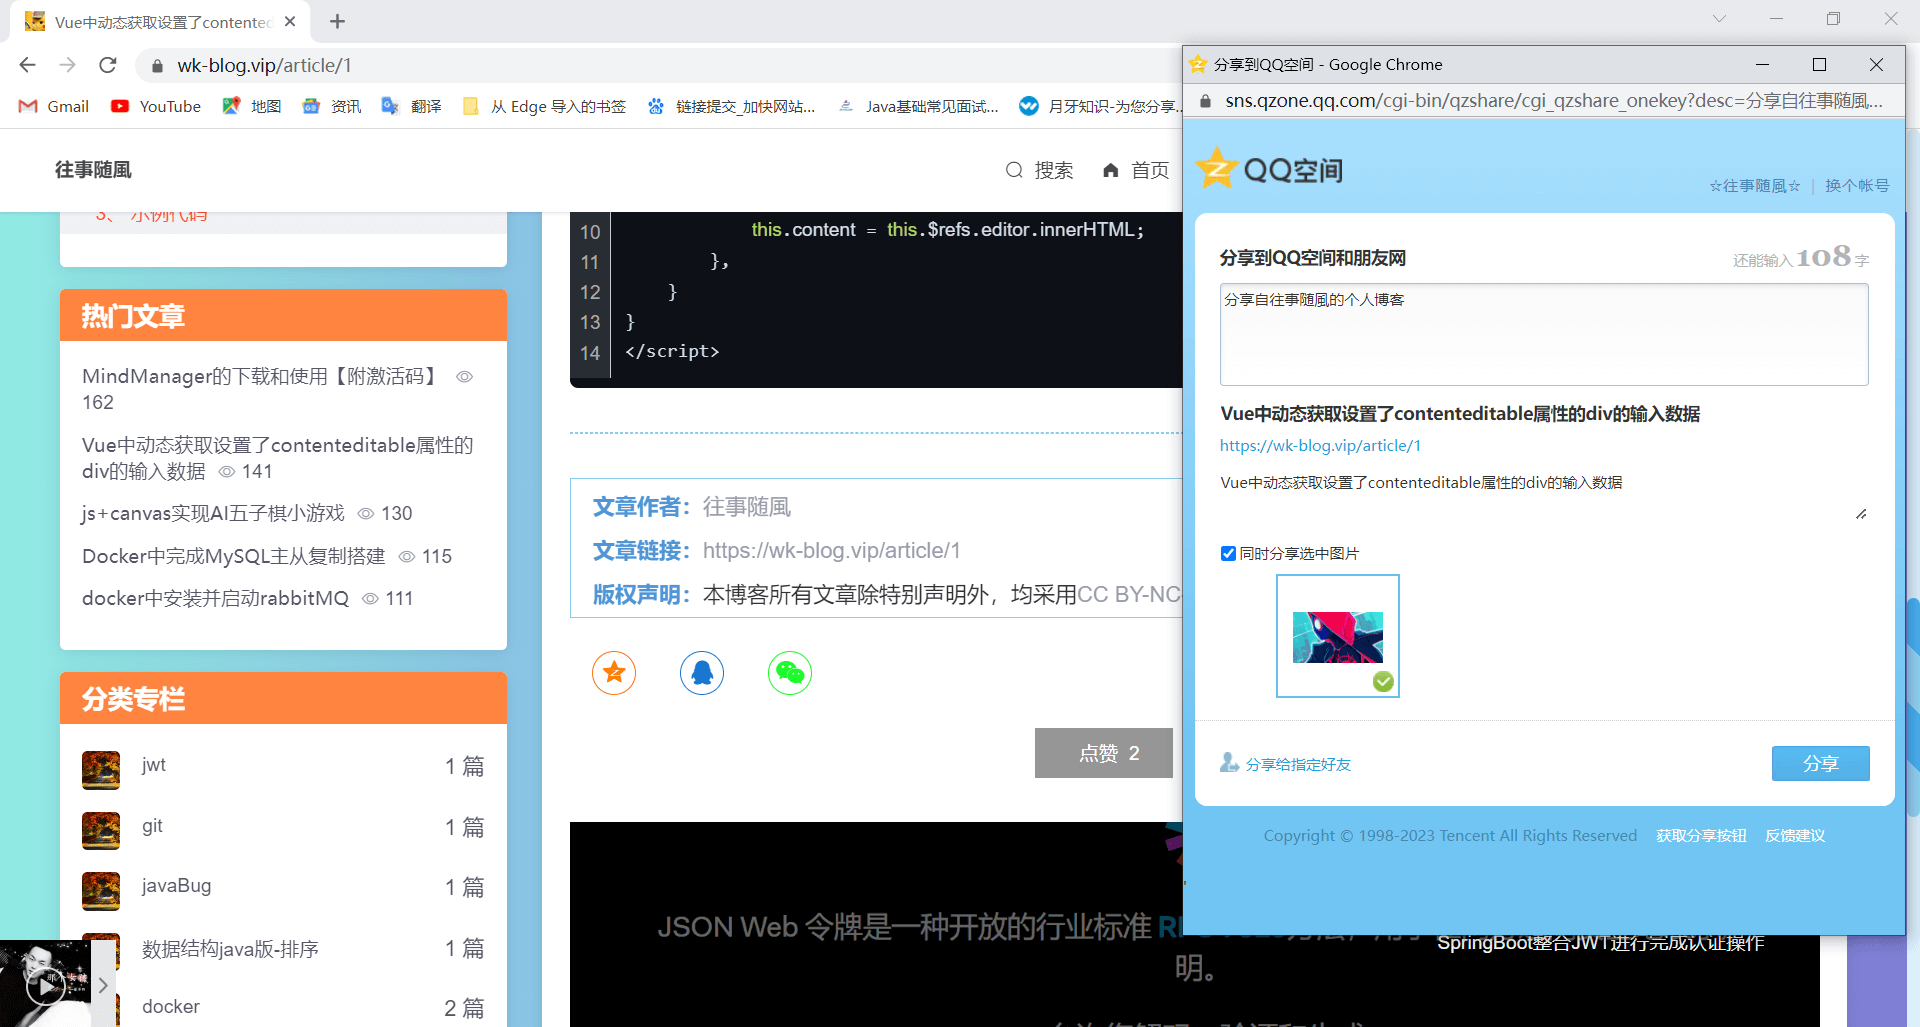 Vue中动态获取设置了contented
wk-blog.vip/article/1
Gmail
YouTube
地图
资讯
翻译
从 Edge 导入的书签
链接提交_加快网站...
Java基础常见面试...
月牙知识-为您分享...
往事随風
搜索
首页
3、 示例代码
热门文章
MindManager的下载和使用【附激活码】
162
Vue中动态获取设置了contenteditable属性的
div的输入数据 141
js+canvas实现AI五子棋小游戏 130
Docker中完成MySQL主从复制搭建 115
docker中安装并启动rabbitMQ 111
分类专栏
jwt 1 篇
git 1 篇
javaBug 1 篇
数据结构java版-排序 1 篇
docker 2 篇
10 this.content = this.$refs.editor.innerHTML;
11 },
12 }
13 }
14 </script>
文章作者：往事随風
文章链接：https://wk-blog.vip/article/1
版权声明：本博客所有文章除特别声明外，均采用CC BY-NC-
点赞 2
JSON Web 令牌是一种开放的行业标准
明。
SpringBoot整合JWT进行完成认证操作
分享到QQ空间 - Google Chrome
sns.qzone.qq.com/cgi-bin/qzshare/cgi_qzshare_onekey?desc=分享自往事随風...
QQ空间
☆往事随風☆ | 换个帐号
分享到QQ空间和朋友网
还能输入108字
分享自往事随風的个人博客
Vue中动态获取设置了contenteditable属性的div的输入数据
https://wk-blog.vip/article/1
Vue中动态获取设置了contenteditable属性的div的输入数据
同时分享选中图片
分享给指定好友
分享
Copyright © 1998-2023 Tencent All Rights Reserved 获取分享按钮 反馈建议